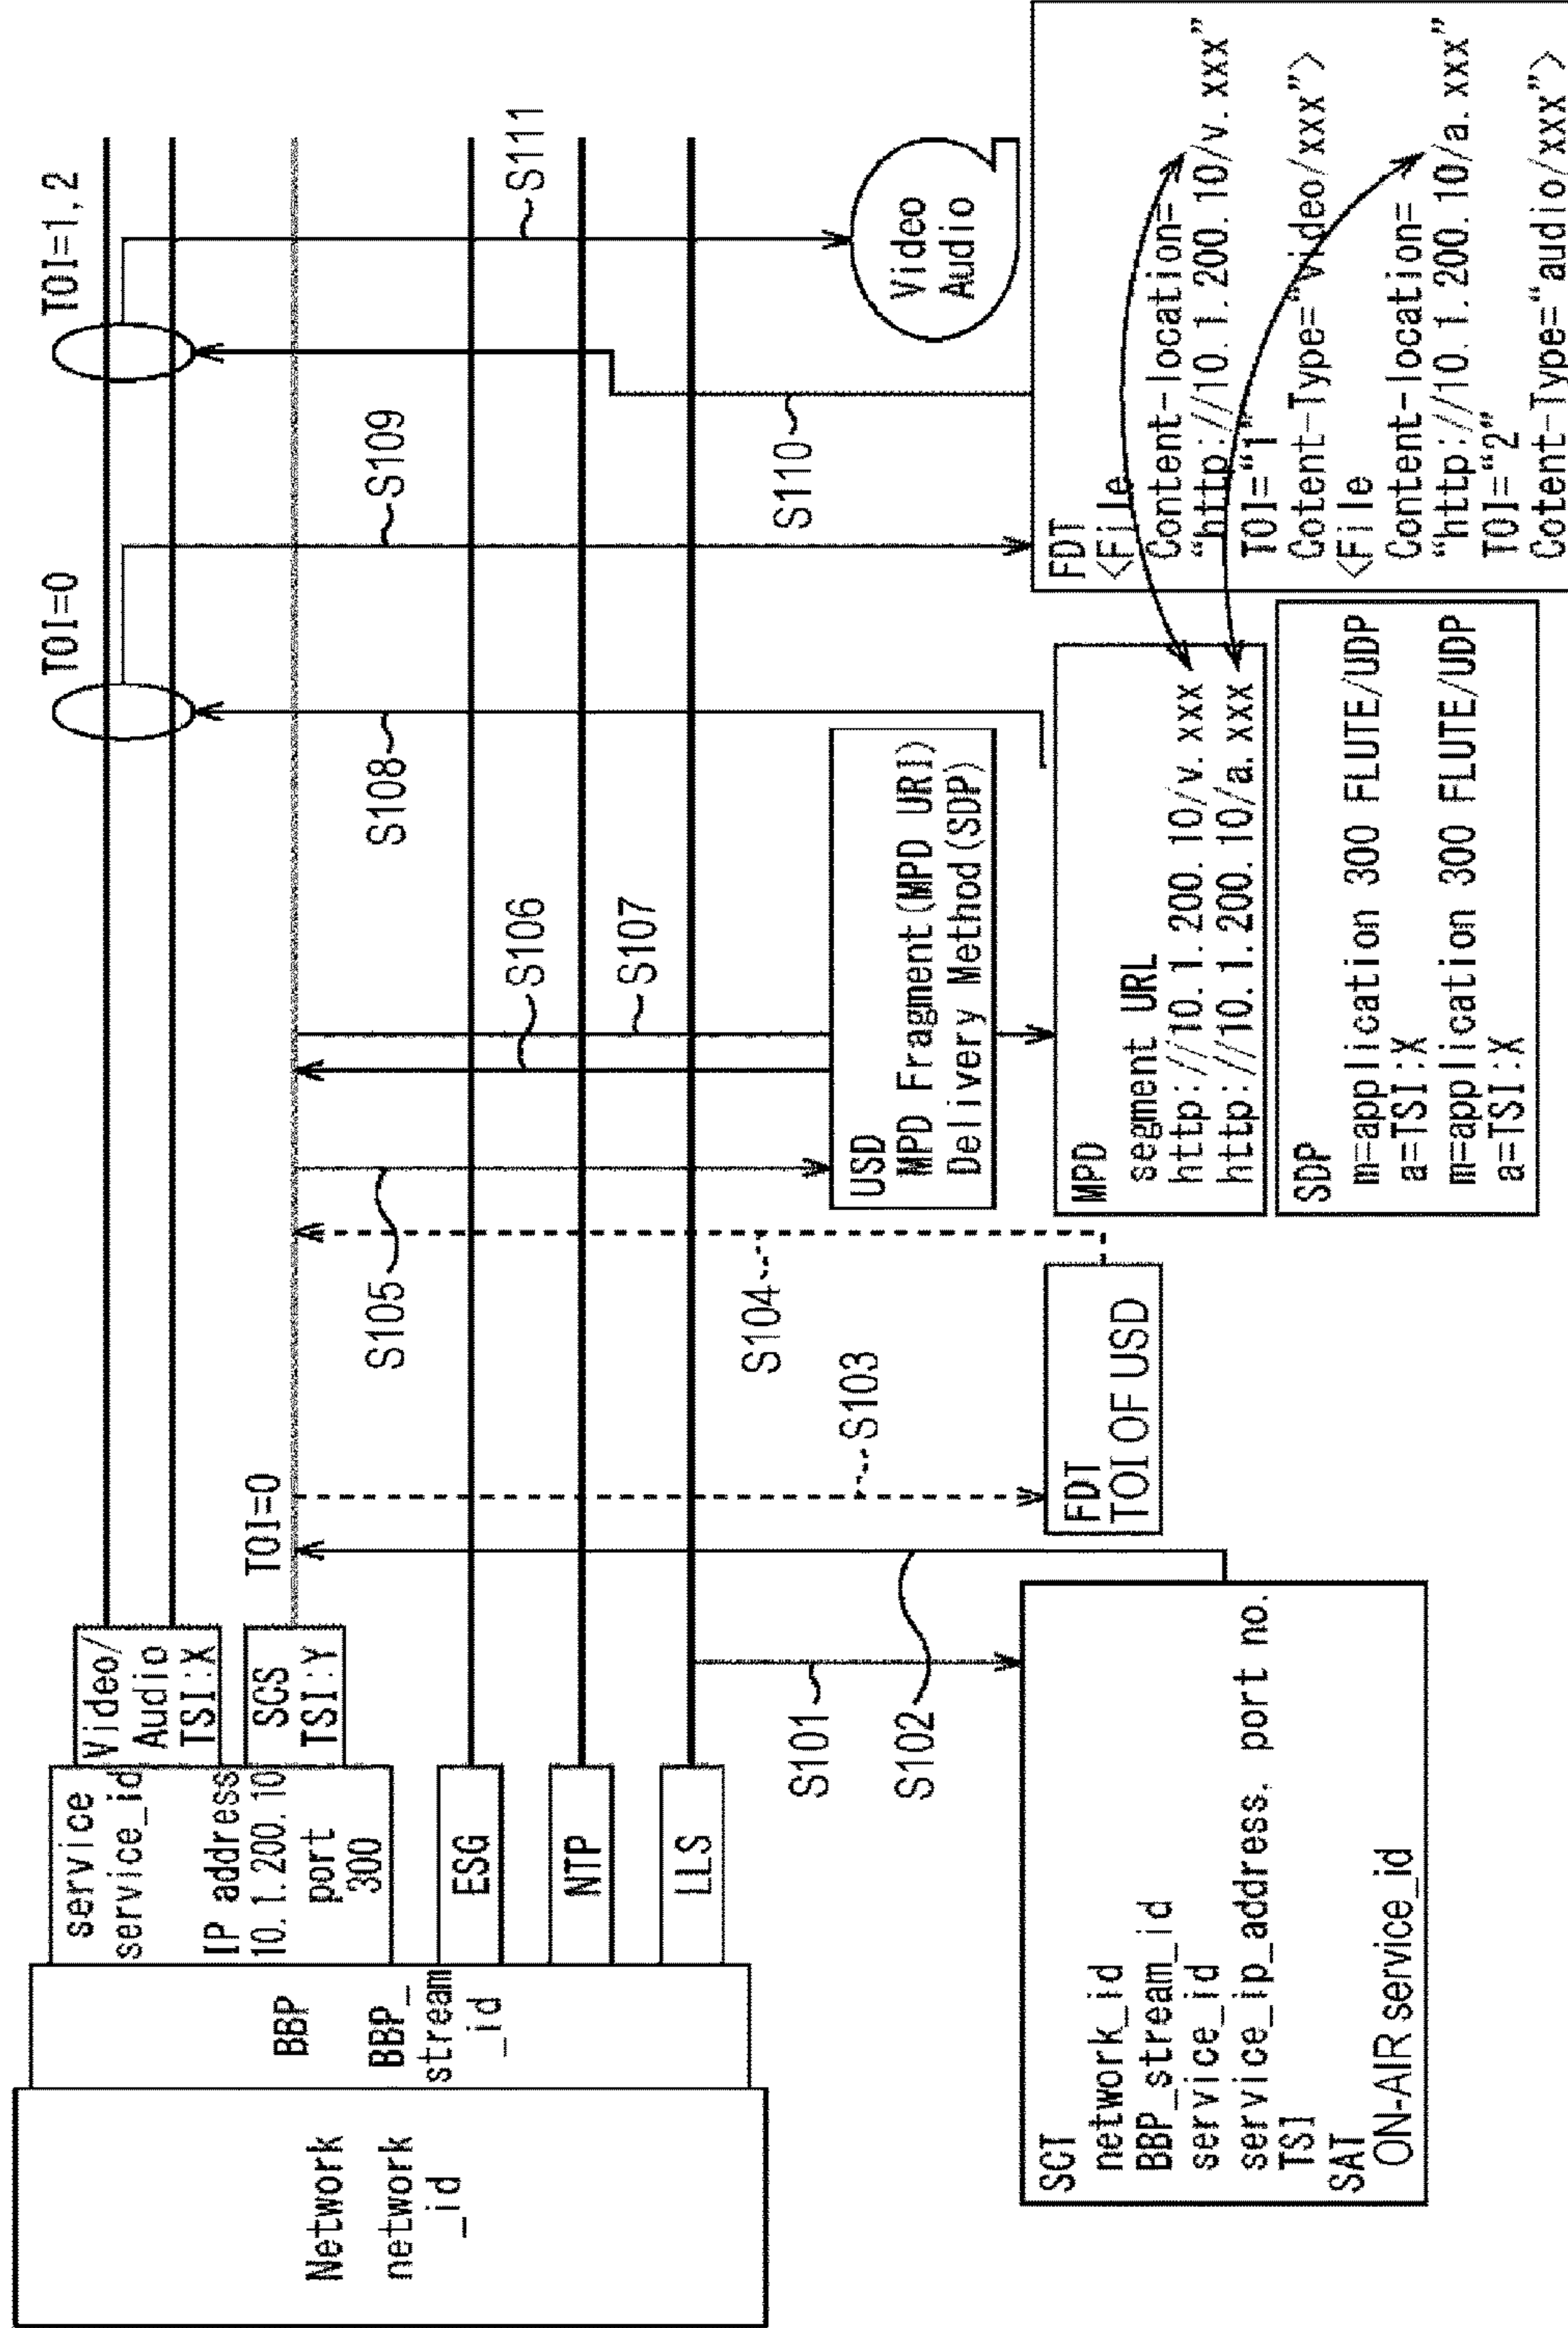 Network
network
_id
BBP
BBP_
stream
_id
service
service_id
IP address
10.1.200.10
port
300
Video/
Audio
TSI:X
SCS
TSI:Y
ESG
NTP
LLS
TOI=0
TOI=0
TOI=1,2
S101
S102
S103
S104
S105
S106
S107
S108
S109
S110
S111
SCT
network_id
BBP_stream_id
service_id
service_ip_address. port no.
TSI
SAT
ON-AIR service_id
FDT
TOI OF USD
USD
MPD Fragment(MPD URI)
Delivery Method(SDP)
MPD
segment URL
http://10.1.200.10/v.xxx
http://10.1.200.10/a.xxx
SDP
m=application 300 FLUTE/UDP
a=TSI:X
m=application 300 FLUTE/UDP
a=TSI:X
Video
Audio
FDT
<File
Content-location=
“http://10.1.200.10/v.xxx”
TOI=“1”
Cotent-Type=“video/xxx”>
<File
Content-location=
“http://10.1.200.10/a.xxx”
TOI=“2”
Cotent-Type=“audio/xxx”>